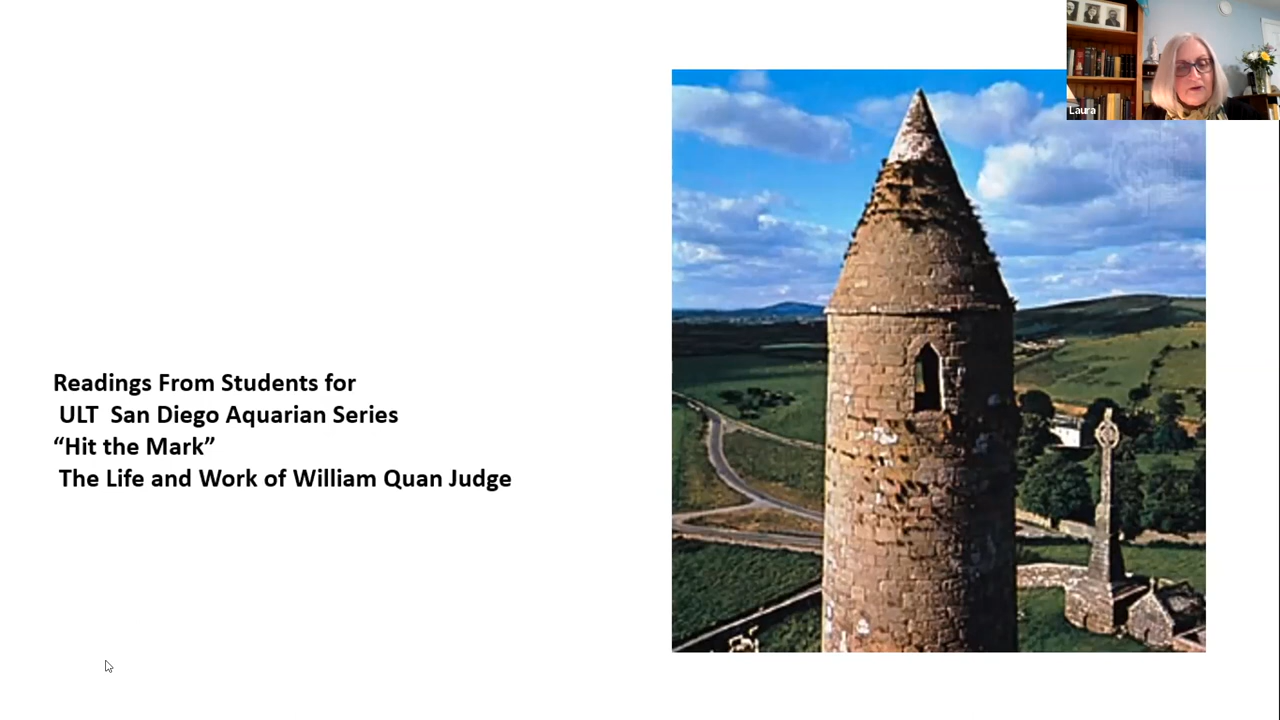 Laura
Readings From Students for
ULT San Diego Aquarian Series
“Hit the Mark”
The Life and Work of William Quan Judge